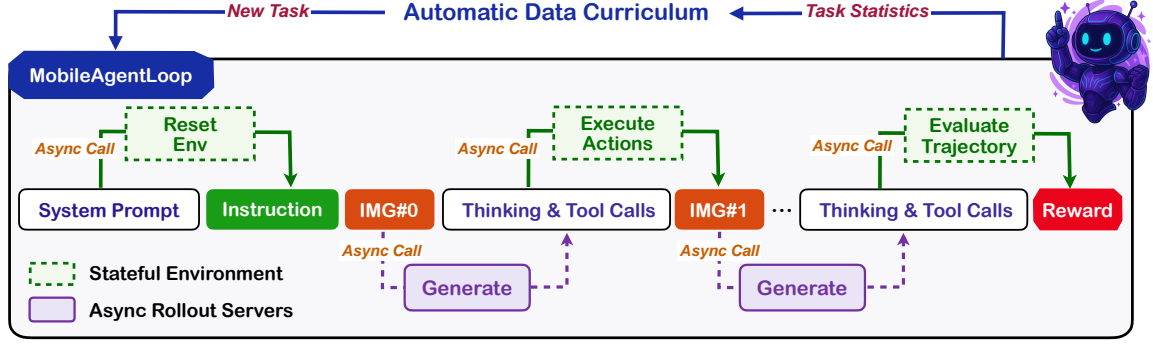 New Task
Automatic Data Curriculum
Task Statistics
MobileAgentLoop
Reset
Env
Execute
Actions
Evaluate
Trajectory
Async Call
Async Call
Async Call
System Prompt
Instruction
IMG#0
Thinking & Tool Calls
IMG#1
...
Thinking & Tool Calls
Reward
Async Call
Async Call
Stateful Environment
Generate
Generate
Async Rollout Servers